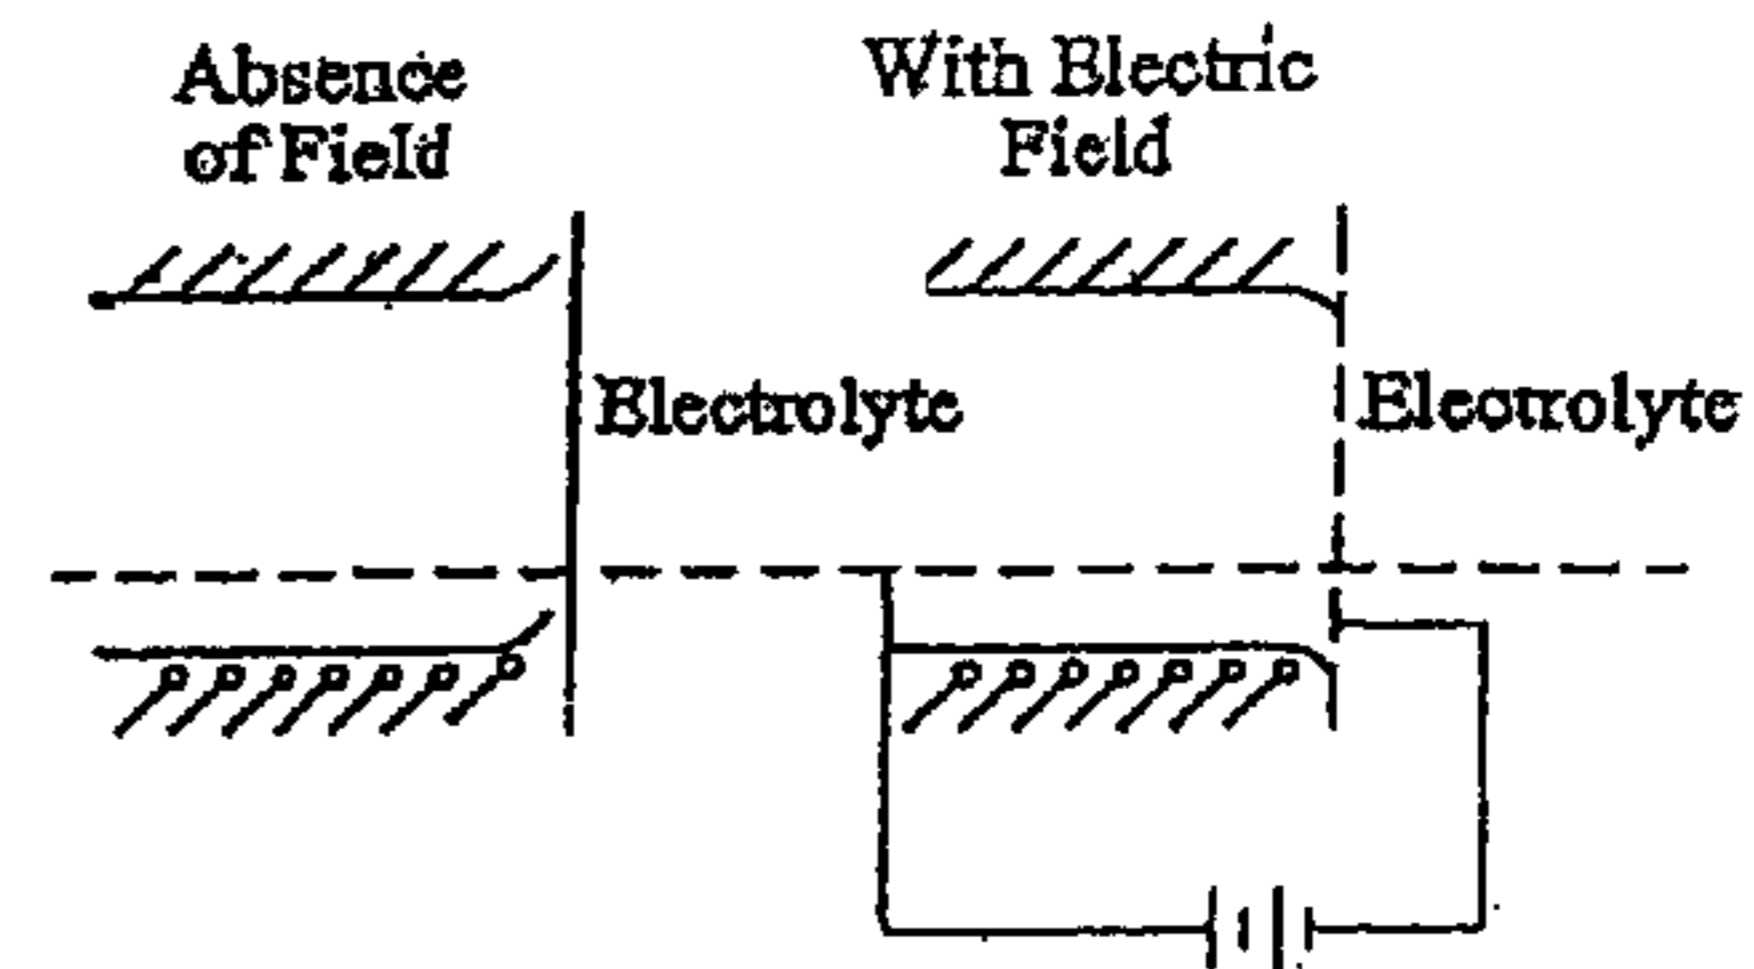 Absence
of Field
With Electric
Field
Electrolyte
Electrolyte